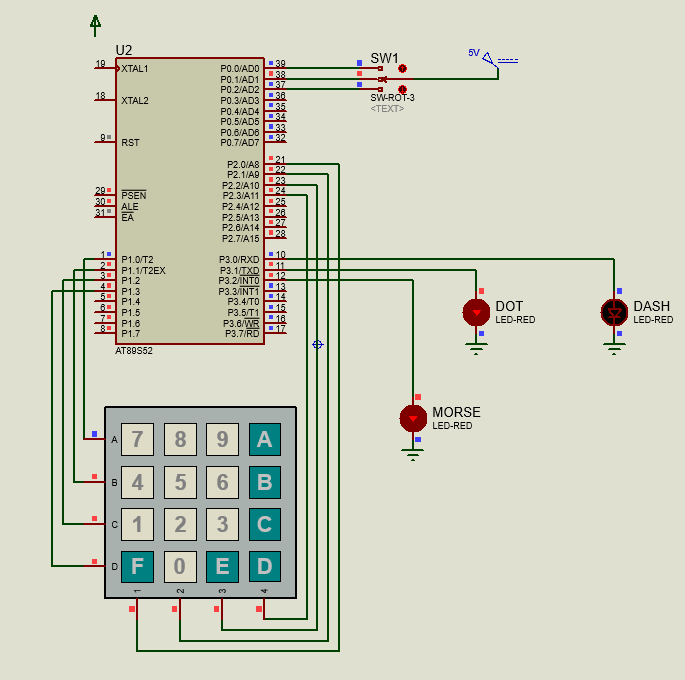 U2
5V
SW1
SW-ROT-3
<TEXT>
19 XTAL1 P0.0/AD0 39
P0.1/AD1 38
P0.2/AD2 37
18 XTAL2 P0.3/AD3 36
P0.4/AD4 35
P0.5/AD5 34
P0.6/AD6 33
9 RST P0.7/AD7 32
P2.0/A8 21
P2.1/A9 22
P2.2/A10 23
29 PSEN P2.3/A11 24
30 ALE P2.4/A12 25
31 EA P2.5/A13 26
P2.6/A14 27
P2.7/A15 28
1 P1.0/T2 P3.0/RXD 10
2 P1.1/T2EX P3.1/TXD 11
3 P1.2 P3.2/INT0 12
4 P1.3 P3.3/INT1 13
5 P1.4 P3.4/T0 14
6 P1.5 P3.5/T1 15
7 P1.6 P3.6/WR 16
8 P1.7 P3.7/RD 17
AT89S52
DOT
LED-RED
DASH
LED-RED
MORSE
LED-RED
A 7 8 9 A
B 4 5 6 B
C 1 2 3 C
D F 0 E D
1 2 3 4